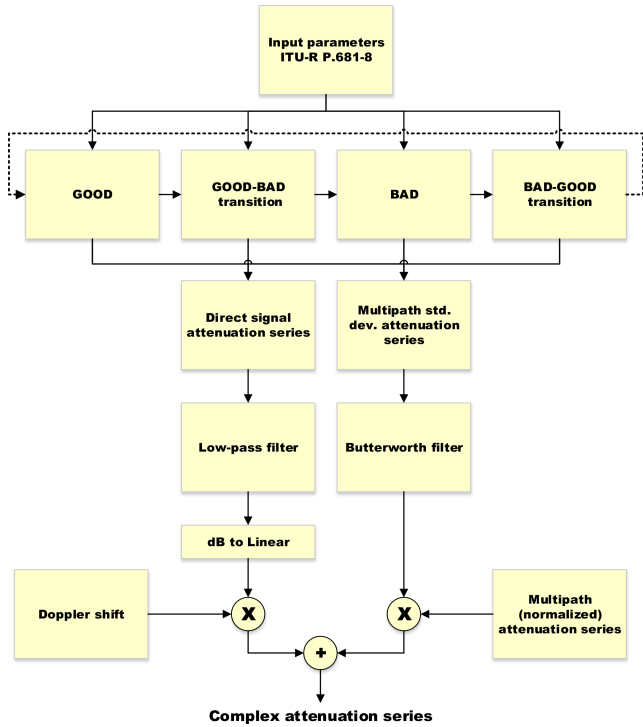 Input parameters
ITU-R P.681-8
GOOD
GOOD-BAD
transition
BAD
BAD-GOOD
transition
Direct signal
attenuation series
Multipath std.
dev. attenuation
series
Low-pass filter
Butterworth filter
dB to Linear
Doppler shift
X
X
Multipath
(normalized)
attenuation series
+
Complex attenuation series